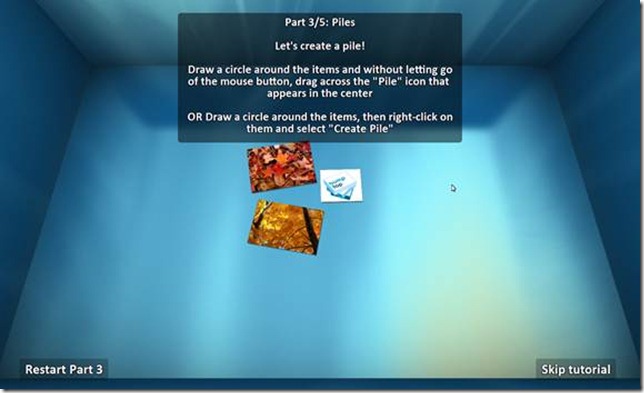 Part 3/5: Piles
Let's create a pile!
Draw a circle around the items and without letting go
of the mouse button, drag across the "Pile" icon that
appears in the center
OR Draw a circle around the items, then right-click on
them and select "Create Pile"
bump
top
Restart Part 3
Skip tutorial